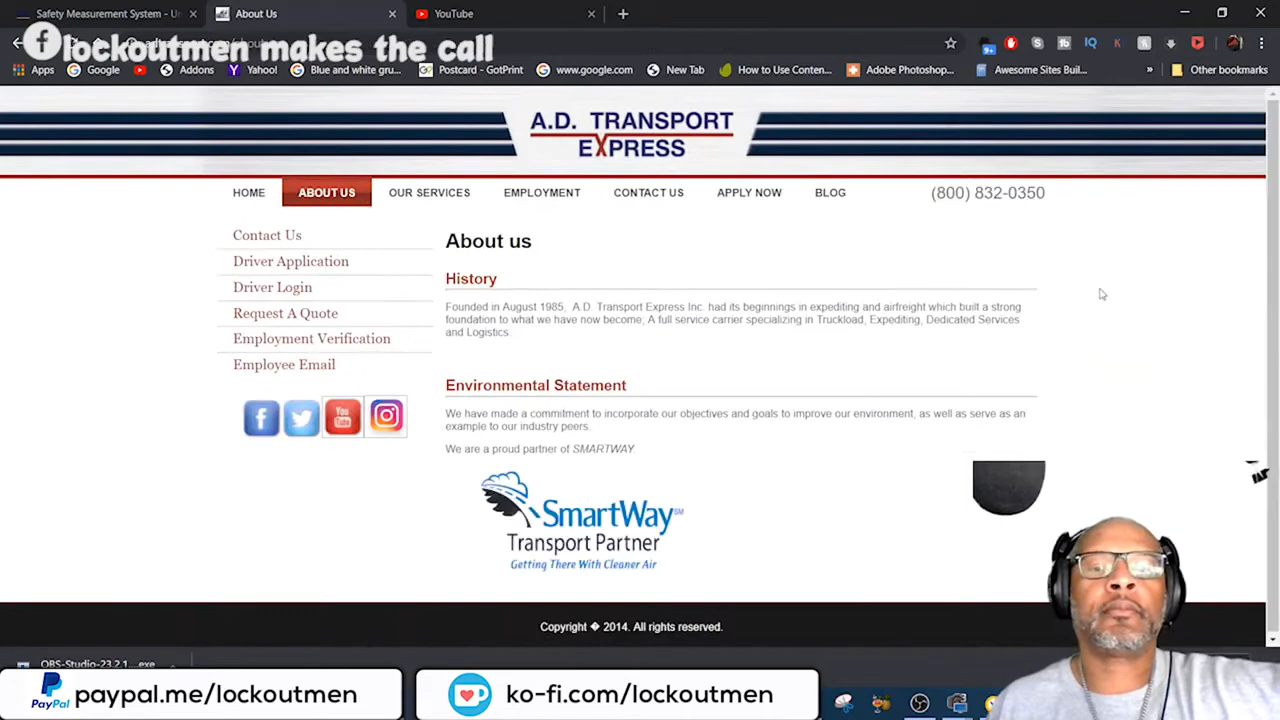 Safety Measurement System - Ur
About Us
YouTube
lockoutmen makes the call
Apps
Google
Addons
Yahoo!
Blue and white gru...
Postcard - GotPrint
www.google.com
New Tab
How to Use Conten...
Adobe Photoshop...
Awesome Sites Buil...
»
Other bookmarks
A.D. TRANSPORT
EXPRESS
HOME
ABOUT US
OUR SERVICES
EMPLOYMENT
CONTACT US
APPLY NOW
BLOG
(800) 832-0350
Contact Us
Driver Application
Driver Login
Request A Quote
Employment Verification
Employee Email
You
Tube
About us
History
Founded in August 1985, A.D. Transport Express Inc. had its beginnings in expediting and airfreight which built a strong
foundation to what we have now become; A full service carrier specializing in Truckload, Expediting, Dedicated Services
and Logistics.
Environmental Statement
We have made a commitment to incorporate our objectives and goals to improve our environment, as well as serve as an
example to our industry peers.
We are a proud partner of SMARTWAY
SmartWay SM
Transport Partner
Getting There With Cleaner Air
Copyright � 2014. All rights reserved.
OBS-Studio-23.2.1....exe
PayPal
paypal.me/lockoutmen
ko-fi.com/lockoutmen